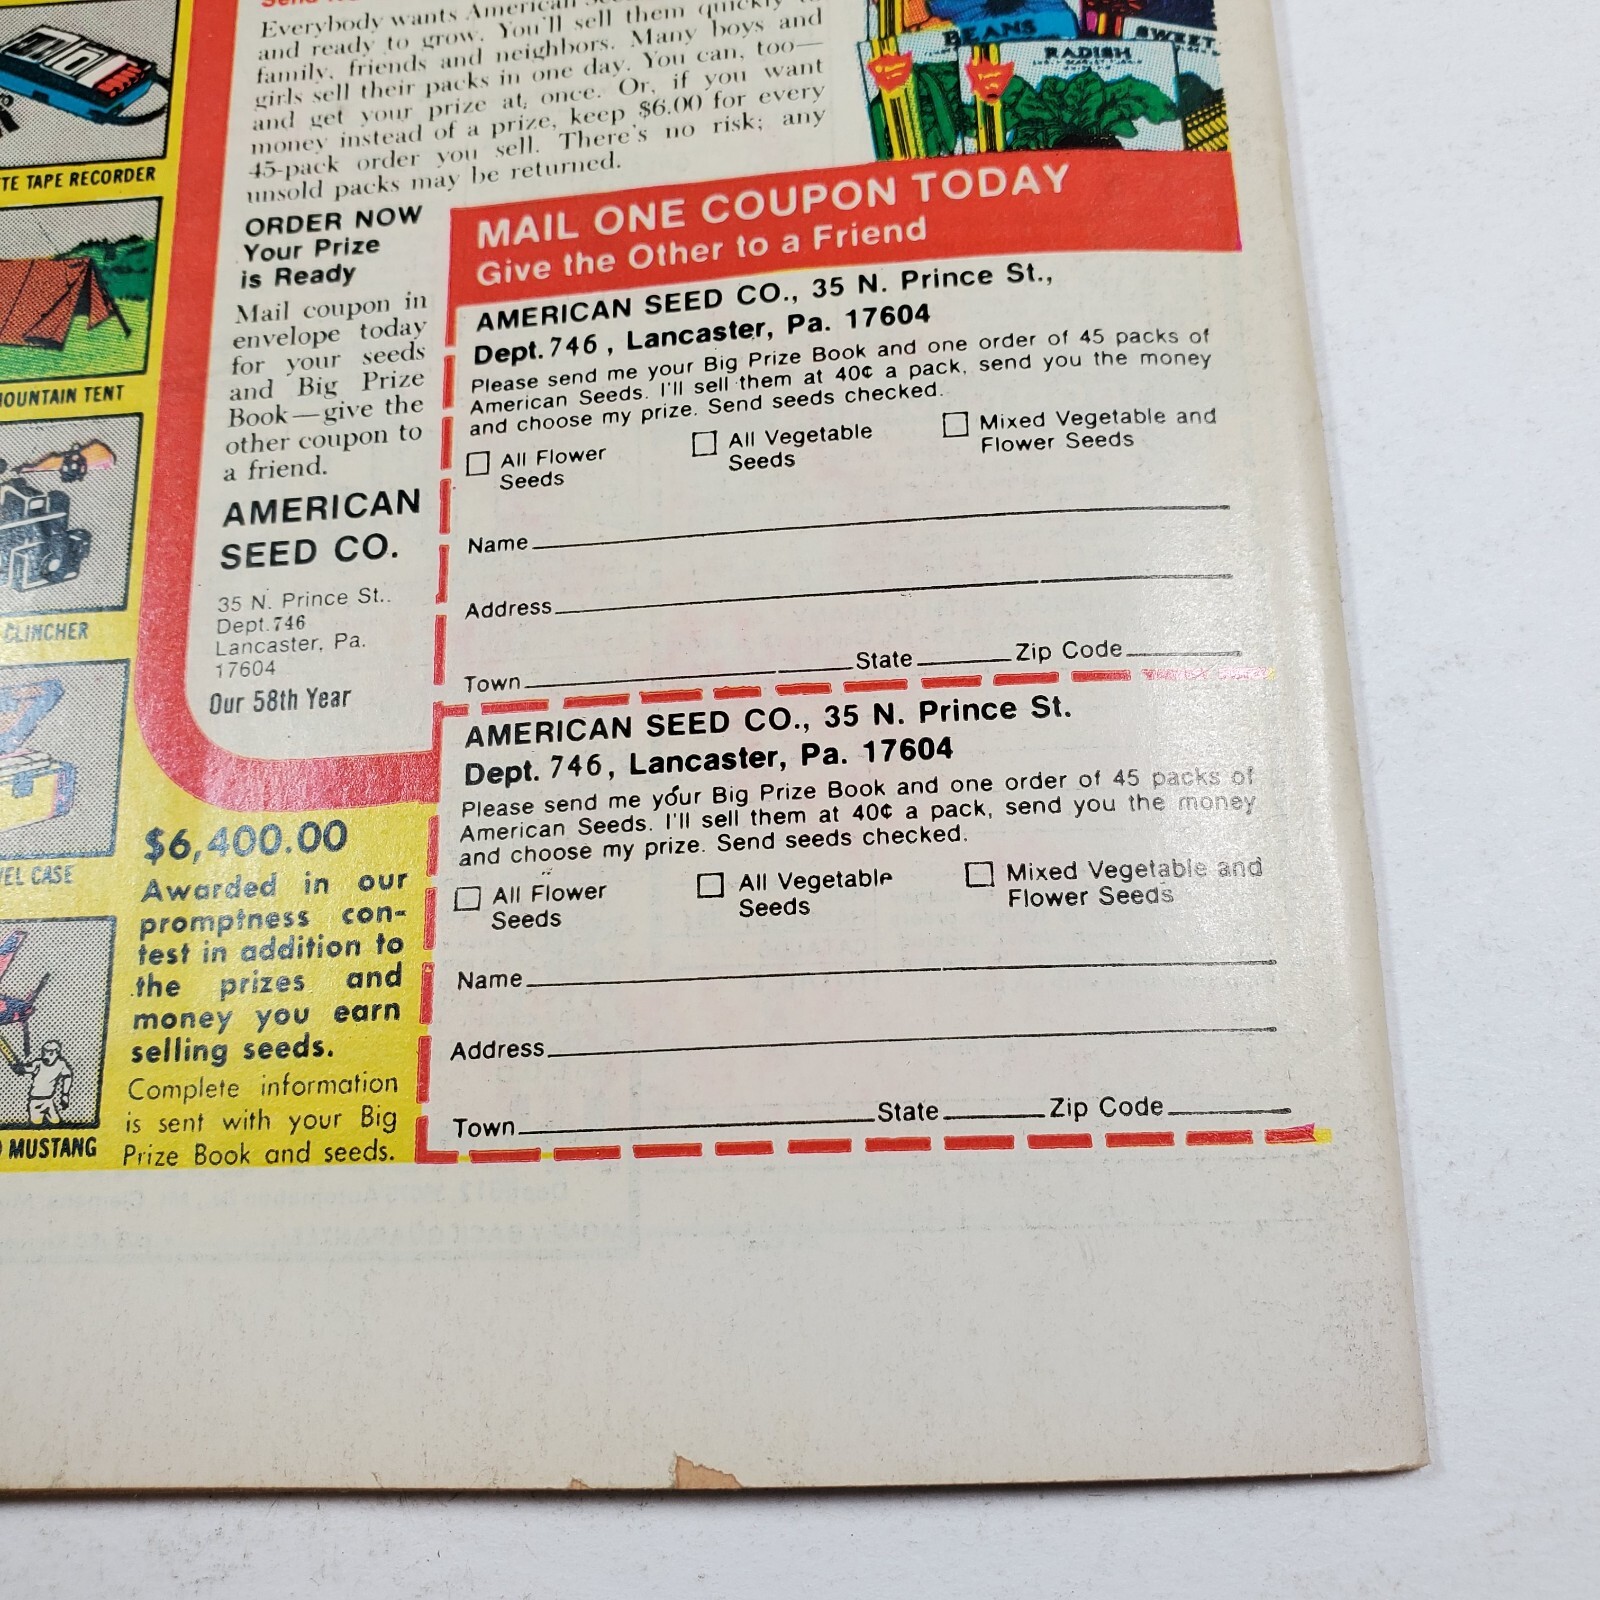 Everybody wants American
and ready to grow. You'll sell them quickly
family, friends and neighbors. Many boys and
girls sell their packs in one day. You can, too—
and get your prize at once. Or, if you want
money instead of a prize, keep $6.00 for every
45-pack order you sell. There's no risk; any
unsold packs may be returned.
BEANS
RADISH
SWEET
TE TAPE RECORDER
OUNTAIN TENT
CLINCHER
EL CASE
MUSTANG
ORDER NOW
Your Prize
is Ready
Mail coupon in
envelope today
for your seeds
and Big Prize
Book—give the
other coupon to
a friend.
AMERICAN
SEED CO.
35 N. Prince St..
Dept. 746
Lancaster, Pa.
17604
Our 58th Year
$6,400.00
Awarded in our
promptness con-
test in addition to
the prizes and
money you earn
selling seeds.
Complete information
is sent with your Big
Prize Book and seeds.
MAIL ONE COUPON TODAY
Give the Other to a Friend
AMERICAN SEED CO., 35 N. Prince St.,
Dept. 746, Lancaster, Pa. 17604
Please send me your Big Prize Book and one order of 45 packs of
American Seeds. I'll sell them at 40¢ a pack, send you the money
and choose my prize. Send seeds checked.
All Flower
Seeds
All Vegetable
Seeds
Mixed Vegetable and
Flower Seeds
Name
Address
Town State Zip Code
AMERICAN SEED CO., 35 N. Prince St.
Dept. 746, Lancaster, Pa. 17604
Please send me your Big Prize Book and one order of 45 packs of
American Seeds. I'll sell them at 40¢ a pack, send you the money
and choose my prize. Send seeds checked.
All Flower
Seeds
All Vegetable
Seeds
Mixed Vegetable and
Flower Seeds
Name
Address
Town State Zip Code